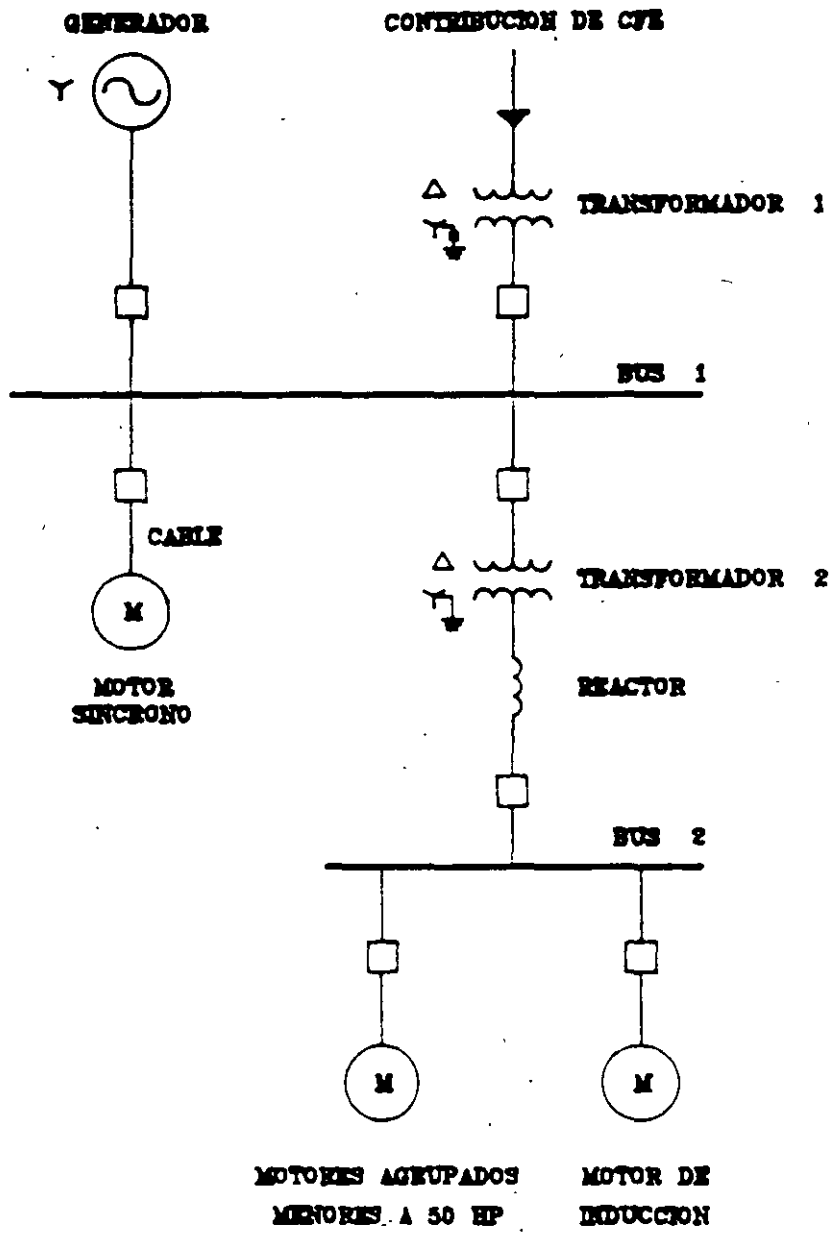 GENERADOR
CONTRIBUCION DE CFE
TRANSFORMADOR 1
BUS 1
CABLE
M
MOTOR
SINCRONO
TRANSFORMADOR 2
REACTOR
BUS 2
M
M
MOTORES AGRUPADOS
MENORES A 50 HP
MOTOR DE
INDUCCION